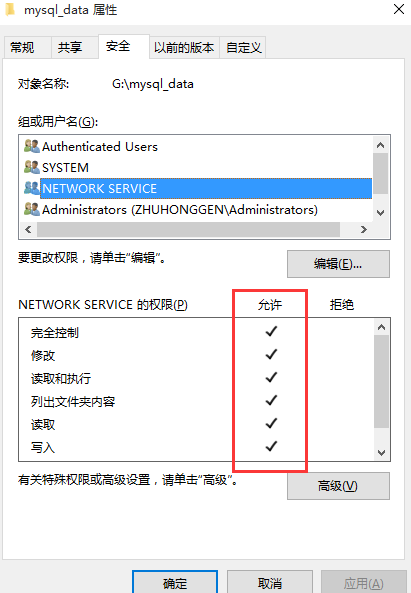 mysql_data 属性
常规 共享 安全 以前的版本 自定义
对象名称: G:\mysql_data
组或用户名(G):
Authenticated Users
SYSTEM
NETWORK SERVICE
Administrators (ZHUHONGGEN\Administrators)
要更改权限，请单击"编辑"。
编辑(E)...
NETWORK SERVICE 的权限(P) 允许 拒绝
完全控制
修改
读取和执行
列出文件夹内容
读取
写入
有关特殊权限或高级设置，请单击"高级"。
高级(V)
确定 取消 应用(A)